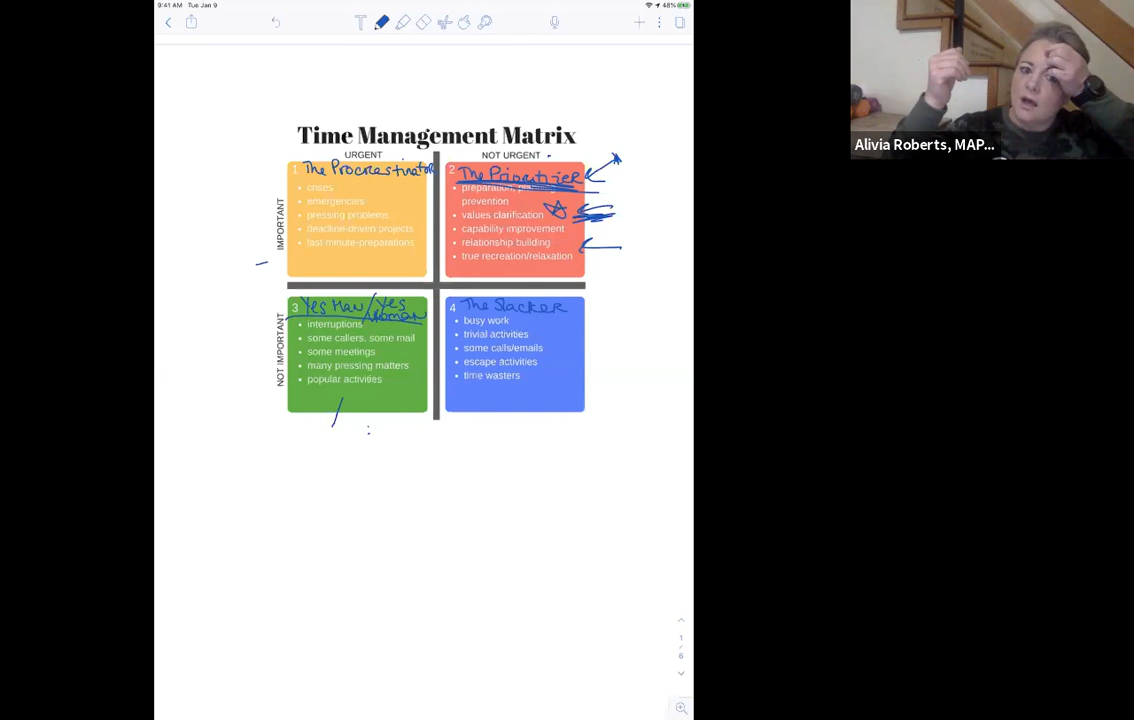 9:41 AM Tue Jan 9
48%
T
Time Management Matrix
URGENT
NOT URGENT
IMPORTANT
1 The Procrastinator
• crises
• emergencies
• pressing problems,
• deadline-driven projects
• last minute-preparations
2 The Prioritizer
• preparation,
prevention
• values clarification
• capability improvement
• relationship building
• true recreation/relaxation
NOT IMPORTANT
3 Yes Man/Yes
Woman
• interruptions
• some callers, some mail
• some meetings
• many pressing matters
• popular activities
4 The Slacker
• busy work
• trivial activities
• some calls/emails
• escape activities
• time wasters
1
/
6
Alivia Roberts, MAP...